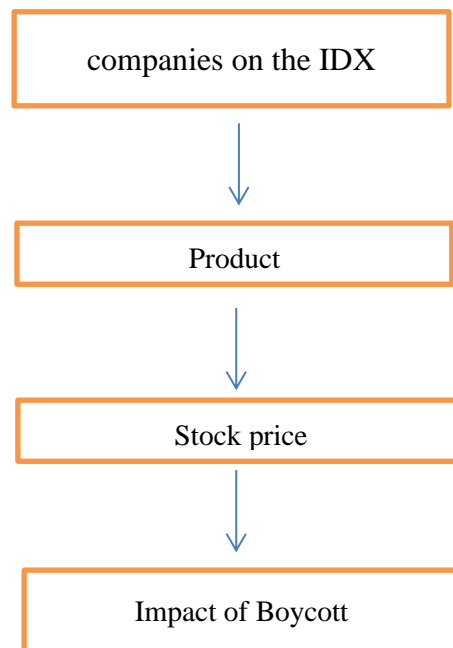 companies on the IDX
Product
Stock price
Impact of Boycott